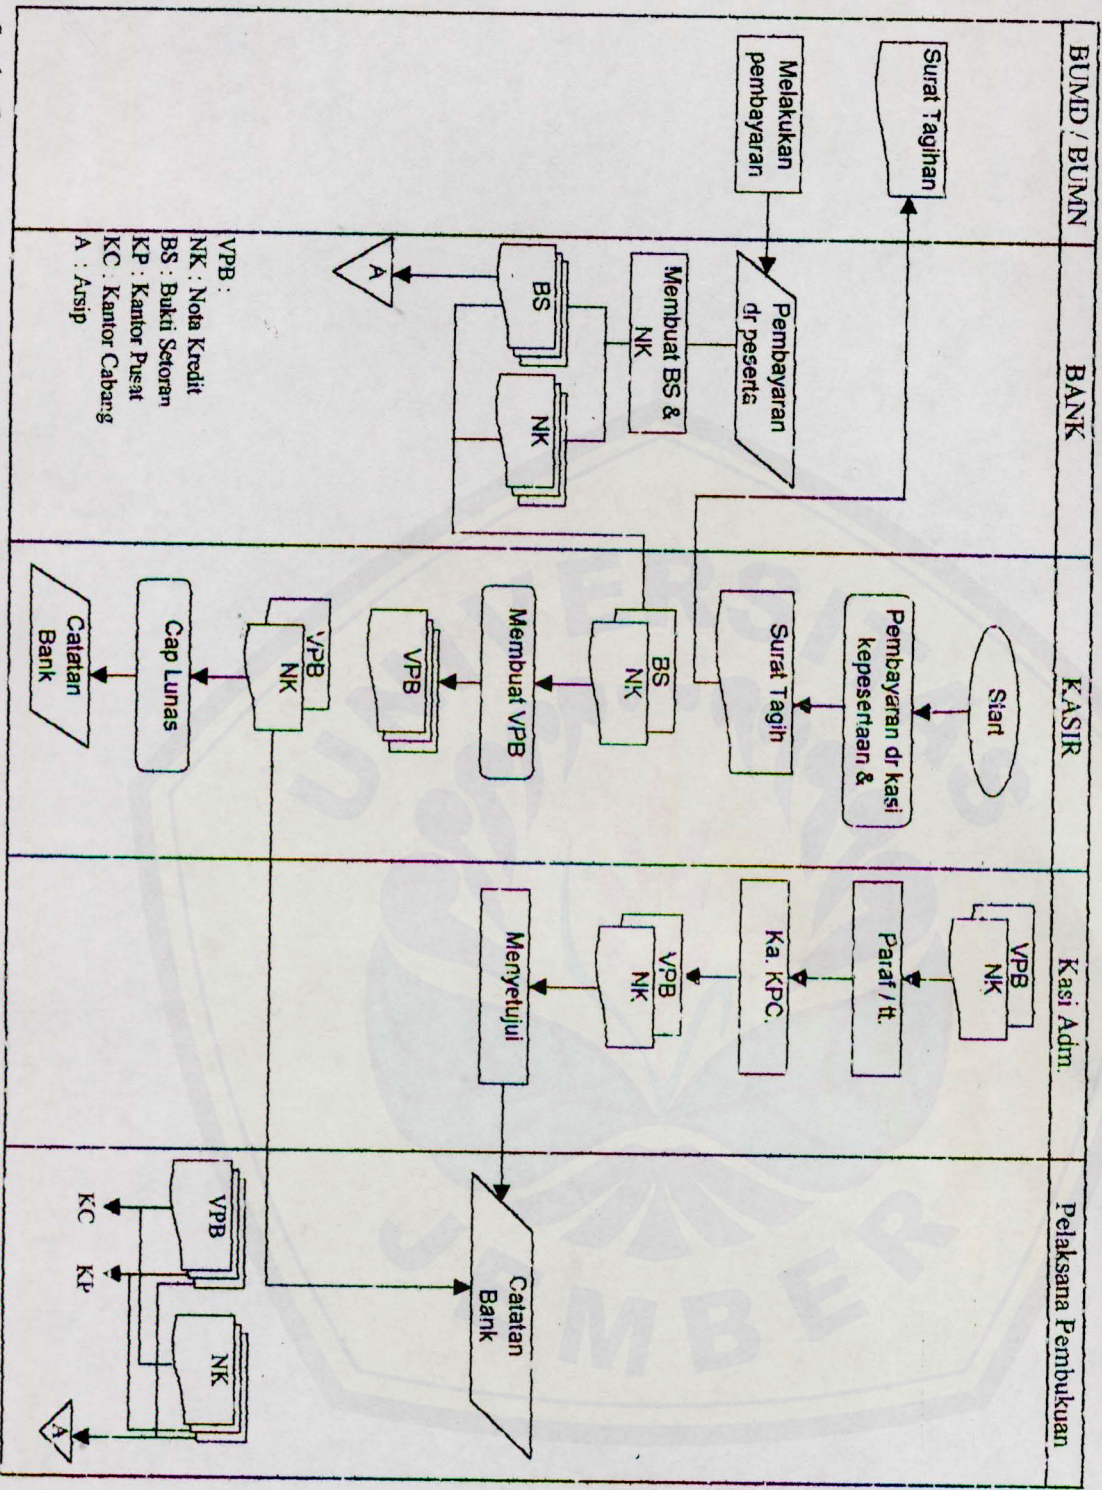 BUMD / BUMN
BANK
KASIR
Kasi Adm.
Pelaksana Pembukuan
Surat Tagihan
Melakukan
pembayaran
Pembayaran
dr peserta
Membuat BS &
NK
BS
NK
A
VPB :
NK : Nota Kredit
BS : Bukti Setoran
KP : Kantor Pusat
KC : Kantor Cabang
A : Arsip
Start
Pembayaran dr kasi
kepesertaan &
Surat Tagih
BS
NK
Membuat VPB
VPB
VPB
NK
Cap Lunas
Catatan
Bank
VPB
NK
Paraf / tt.
Ka. KPC.
VPB
NK
Menyetujui
Catatan
Bank
VPB
NK
KC
KP
A
UNIVERSITAS
JEMBER